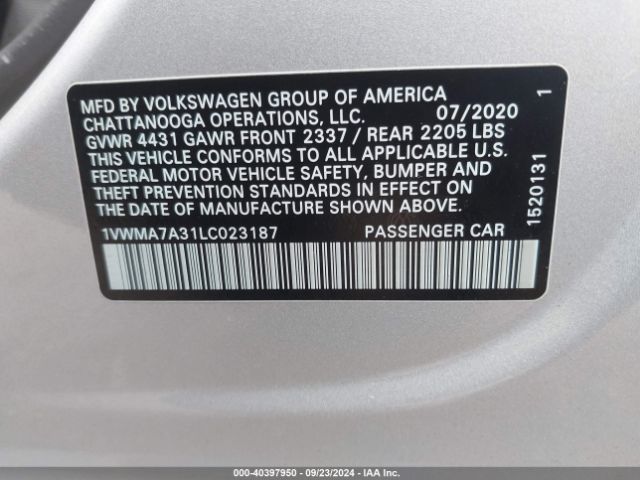 MFD BY VOLKSWAGEN GROUP OF AMERICA
CHATTANOOGA OPERATIONS, LLC. 07/2020
GVWR 4431 GAWR FRONT 2337 / REAR 2205 LBS
THIS VEHICLE CONFORMS TO ALL APPLICABLE U.S.
FEDERAL MOTOR VEHICLE SAFETY, BUMPER AND
THEFT PREVENTION STANDARDS IN EFFECT ON
THE DATE OF MANUFACTURE SHOWN ABOVE.
1VWMA7A31LC023187 PASSENGER CAR
1520131 1
000-40397950 • 09/23/2024 • IAA Inc.